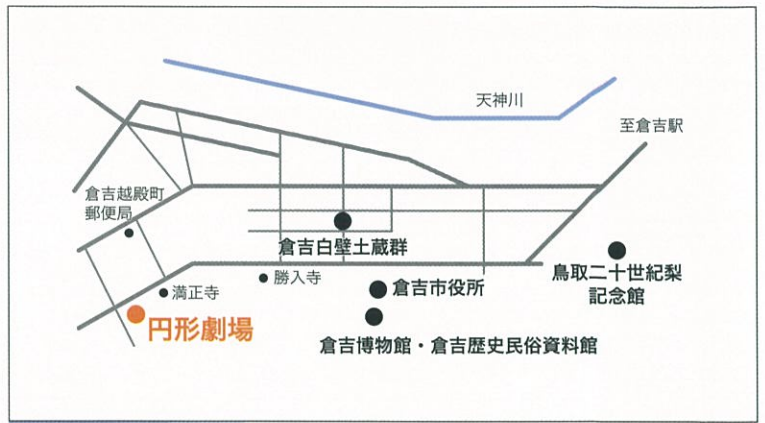 天神川
至倉吉駅
倉吉越殿町
郵便局
倉吉白壁土蔵群
鳥取二十世紀梨
記念館
勝入寺
倉吉市役所
満正寺
円形劇場
倉吉博物館・倉吉歴史民俗資料館